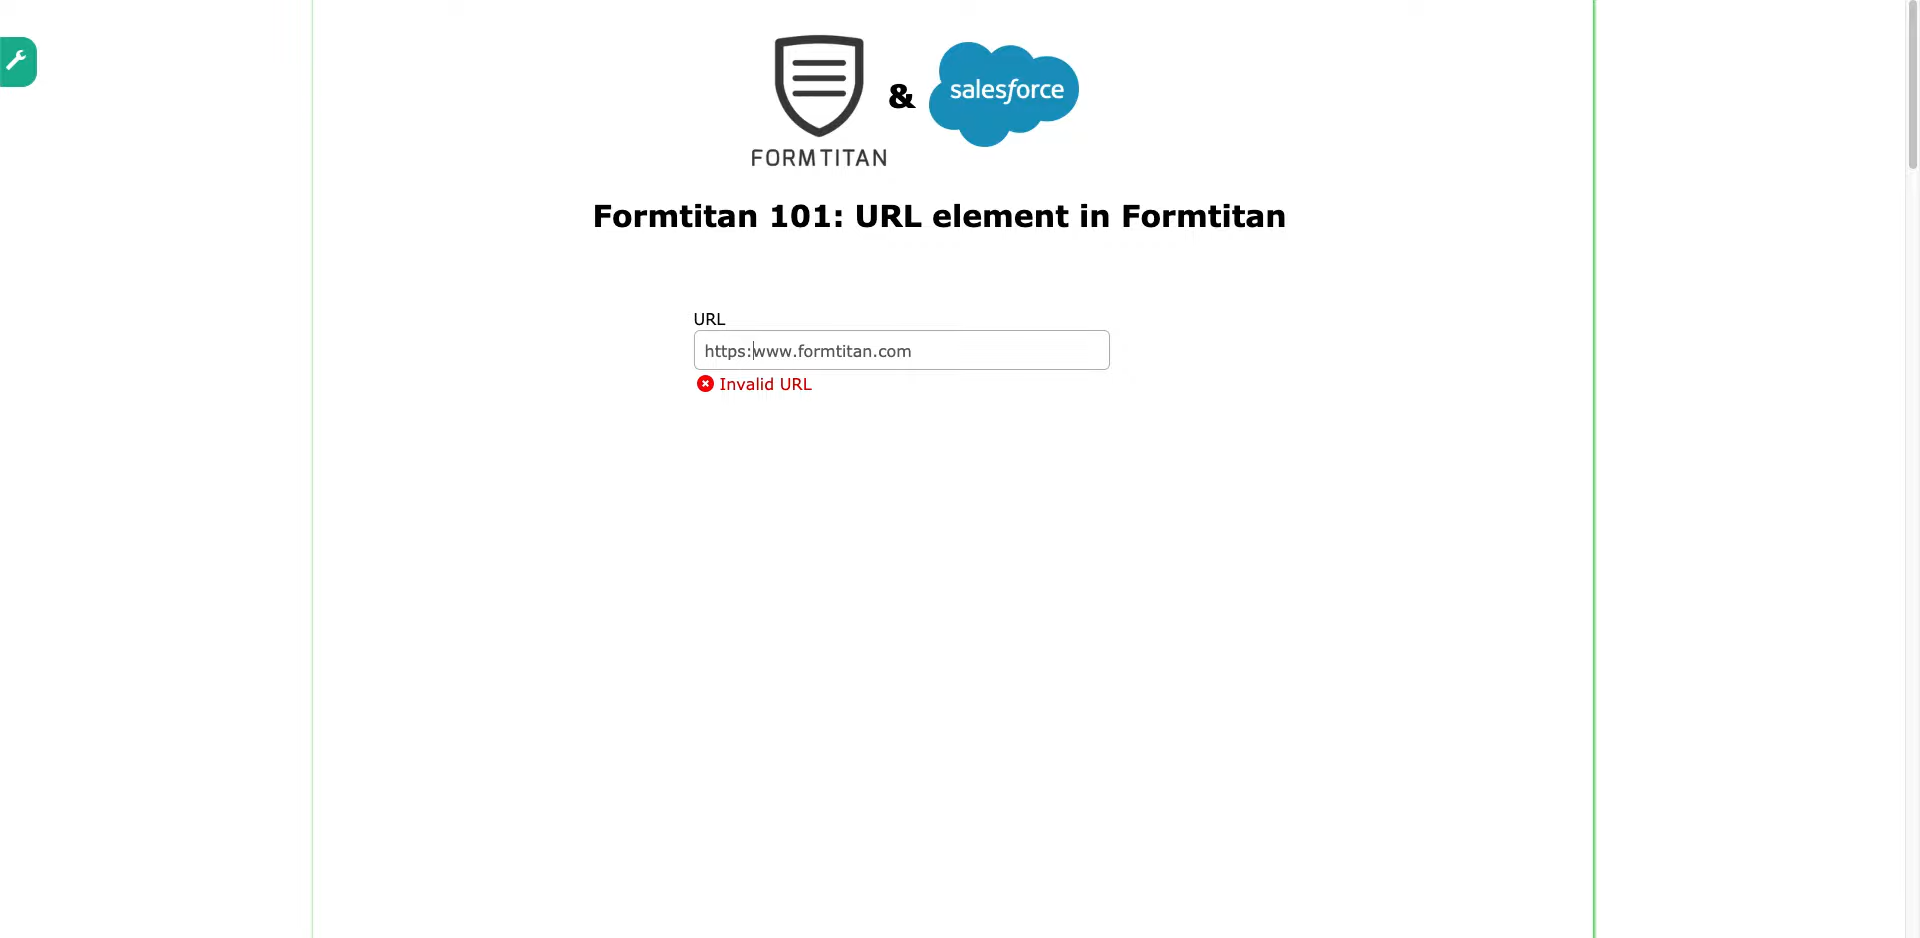 &
salesforce
FORMTITAN
Formtitan 101: URL element in Formtitan
URL
https:www.formtitan.com
Invalid URL